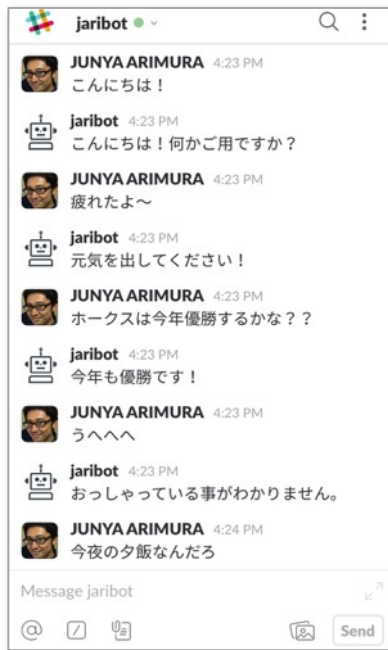 jaribot
JUNYA ARIMURA 4:23 PM
こんにちは！
jaribot 4:23 PM
こんにちは！何かご用ですか？
JUNYA ARIMURA 4:23 PM
疲れたよ〜
jaribot 4:23 PM
元気を出してください！
JUNYA ARIMURA 4:23 PM
ホークスは今年優勝するかな？？
jaribot 4:23 PM
今年も優勝です！
JUNYA ARIMURA 4:23 PM
うへへへ
jaribot 4:23 PM
おっしゃっている事がわかりません。
JUNYA ARIMURA 4:24 PM
今夜の夕飯なんだろ
Message jaribot
Send